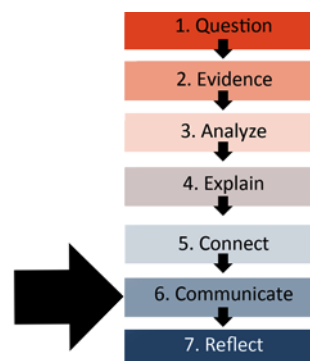 1. Question
2. Evidence
3. Analyze
4. Explain
5. Connect
6. Communicate
7. Reflect